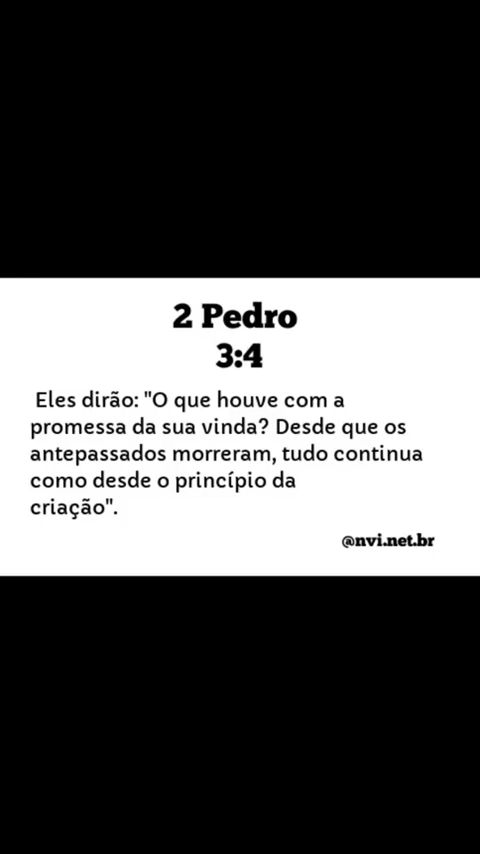 2 Pedro
3:4
Eles dirão: "O que houve com a
promessa da sua vinda? Desde que os
antepassados morreram, tudo continua
como desde o princípio da
criação".
@nvi.net.br